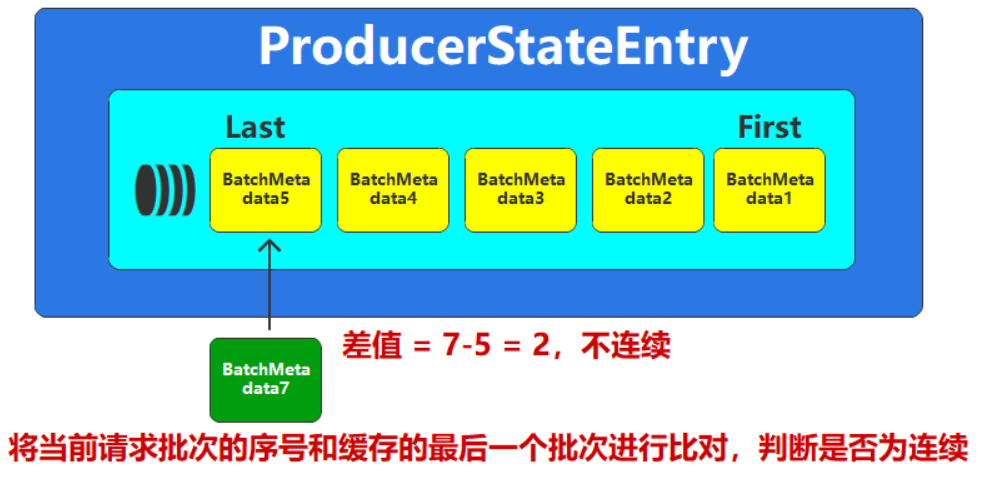 ProducerStateEntry
Last
First
BatchMeta
data5
BatchMeta
data4
BatchMeta
data3
BatchMeta
data2
BatchMeta
data1
差值 = 7-5 = 2，不连续
BatchMeta
data7
将当前请求批次的序号和缓存的最后一个批次进行比对，判断是否为连续